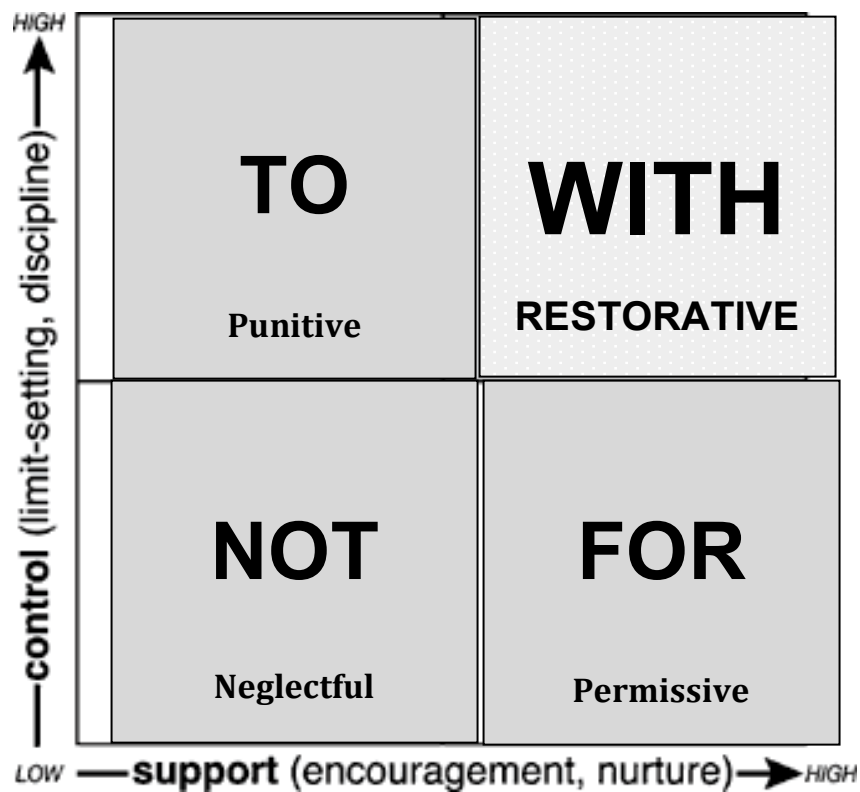 HIGH
control (limit-setting, discipline)
TO
Punitive
WITH
RESTORATIVE
NOT
Neglectful
FOR
Permissive
LOW
support (encouragement, nurture)
HIGH